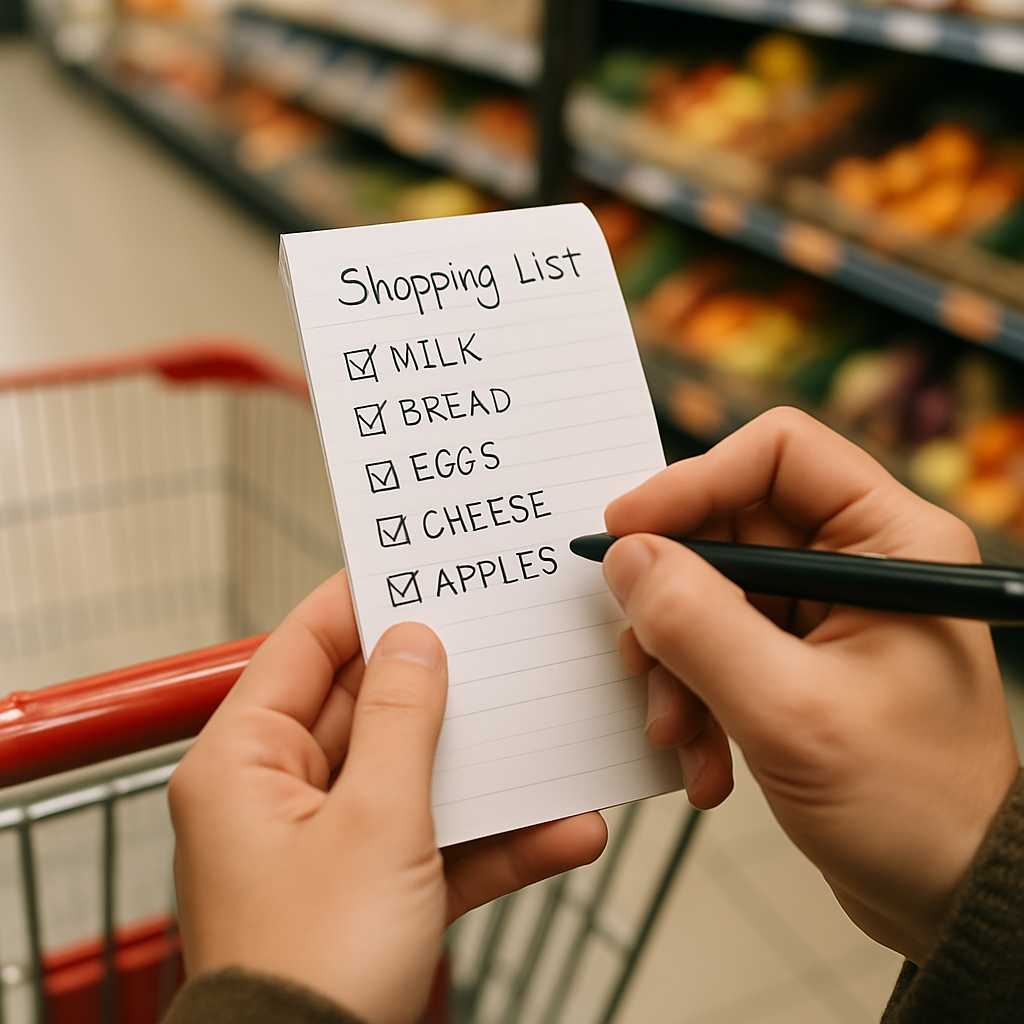 Shopping List
☑ MILK
☑ BREAD
☑ EGGS
☑ CHEESE
☑ APPLES